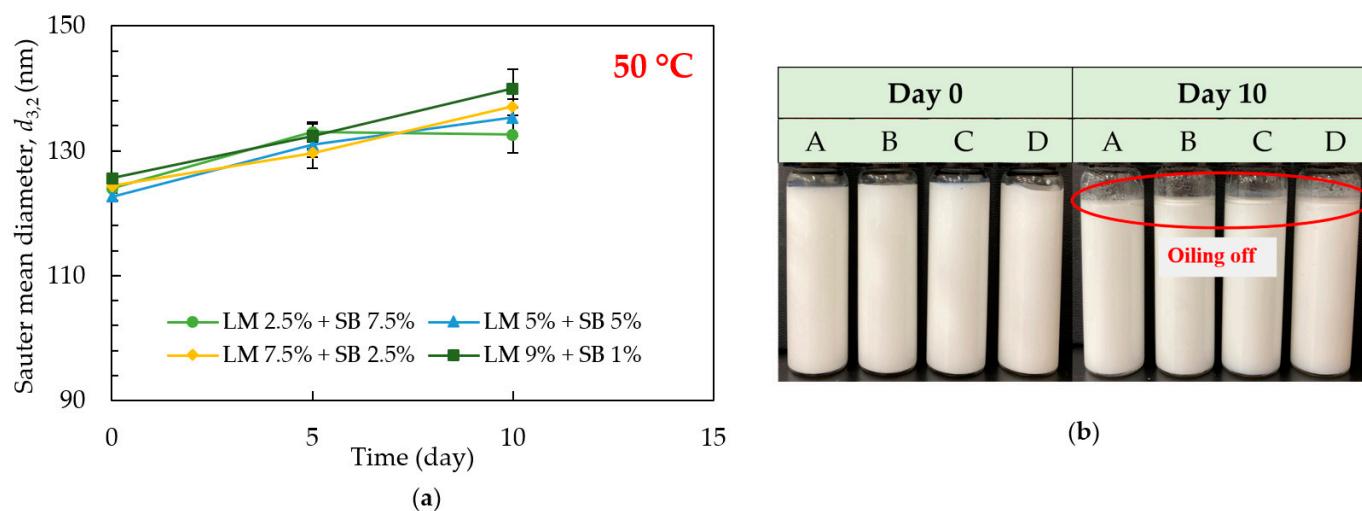 Sauter mean diameter, d3,2 (nm)
150
130
110
90
50 °C
LM 2.5% + SB 7.5%
LM 5% + SB 5%
LM 7.5% + SB 2.5%
LM 9% + SB 1%
0
5
10
15
Time (day)
(a)
Day 0
Day 10
A
B
C
D
A
B
C
D
Oiling off
(b)